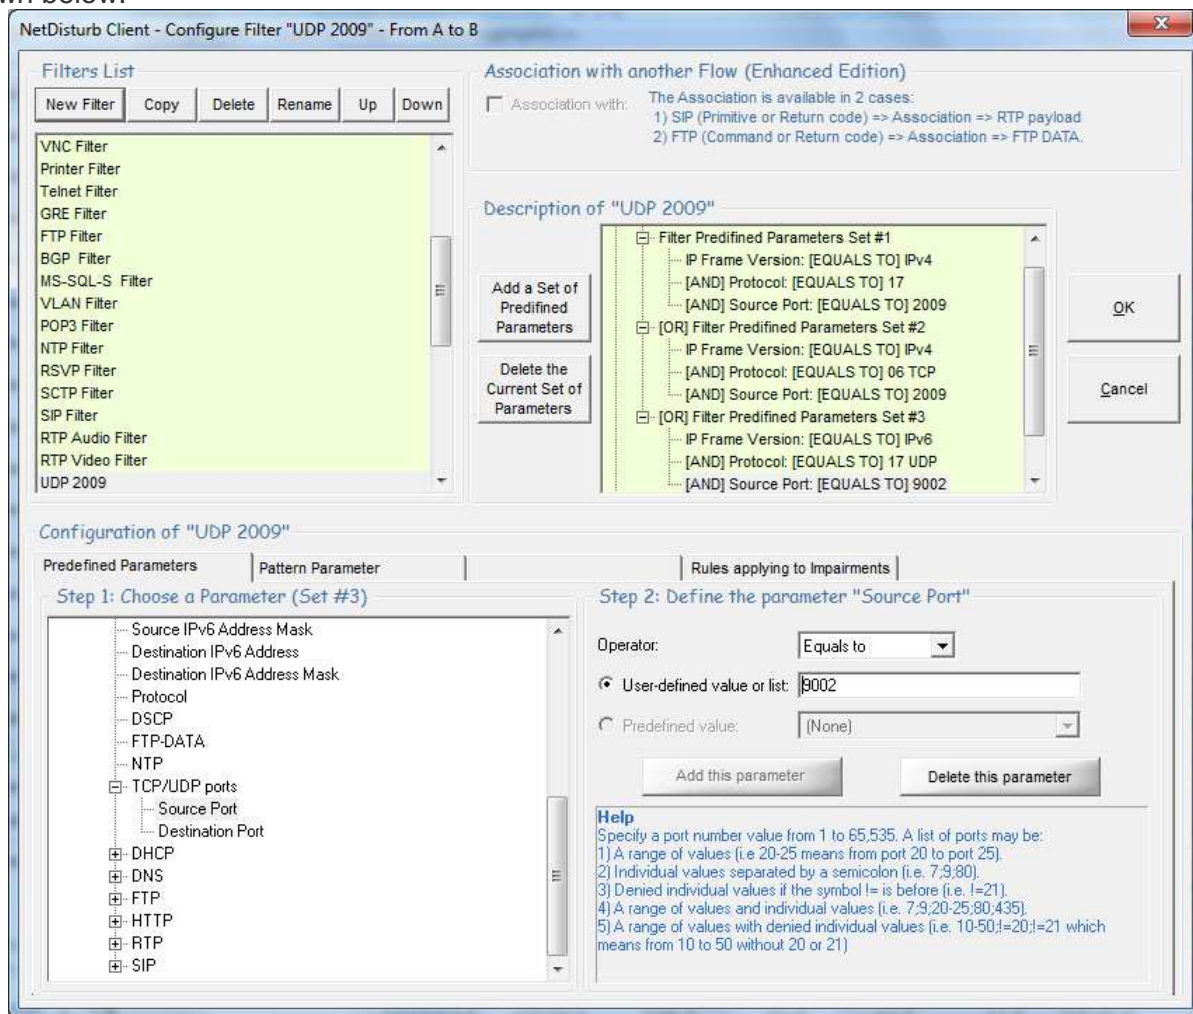 wn below.
NetDisturb Client - Configure Filter "UDP 2009" - From A to B
Filters List
New Filter Copy Delete Rename Up Down
VNC Filter
Printer Filter
Telnet Filter
GRE Filter
FTP Filter
BGP Filter
MS-SQL-S Filter
VLAN Filter
POP3 Filter
NTP Filter
RSVP Filter
SCTP Filter
SIP Filter
RTP Audio Filter
RTP Video Filter
UDP 2009
Association with another Flow (Enhanced Edition)
Association with:
The Association is available in 2 cases:
1) SIP (Primitive or Return code) => Association => RTP payload
2) FTP (Command or Return code) => Association => FTP DATA.
Description of "UDP 2009"
Add a Set of
Predifined
Parameters
Delete the
Current Set of
Parameters
Filter Predifined Parameters Set #1
IP Frame Version: [EQUALS TO] IPv4
[AND] Protocol: [EQUALS TO] 17
[AND] Source Port: [EQUALS TO] 2009
[OR] Filter Predifined Parameters Set #2
IP Frame Version: [EQUALS TO] IPv4
[AND] Protocol: [EQUALS TO] 06 TCP
[AND] Source Port: [EQUALS TO] 2009
[OR] Filter Predifined Parameters Set #3
IP Frame Version: [EQUALS TO] IPv6
[AND] Protocol: [EQUALS TO] 17 UDP
[AND] Source Port: [EQUALS TO] 9002
OK
Cancel
Configuration of "UDP 2009"
Predefined Parameters Pattern Parameter Rules applying to Impairments
Step 1: Choose a Parameter (Set #3)
Source IPv6 Address Mask
Destination IPv6 Address
Destination IPv6 Address Mask
Protocol
DSCP
FTP-DATA
NTP
TCP/UDP ports
Source Port
Destination Port
DHCP
DNS
FTP
HTTP
RTP
SIP
Step 2: Define the parameter "Source Port"
Operator: Equals to
User-defined value or list: 9002
Predefined value: (None)
Add this parameter Delete this parameter
Help
Specify a port number value from 1 to 65,535. A list of ports may be:
1) A range of values (i.e 20-25 means from port 20 to port 25).
2) Individual values separated by a semicolon (i.e. 7;9;80).
3) Denied individual values if the symbol != is before (i.e. !=21).
4) A range of values and individual values (i.e. 7;9;20-25;80;435).
5) A range of values with denied individual values (i.e. 10-50;!=20;!=21 which
means from 10 to 50 without 20 or 21)